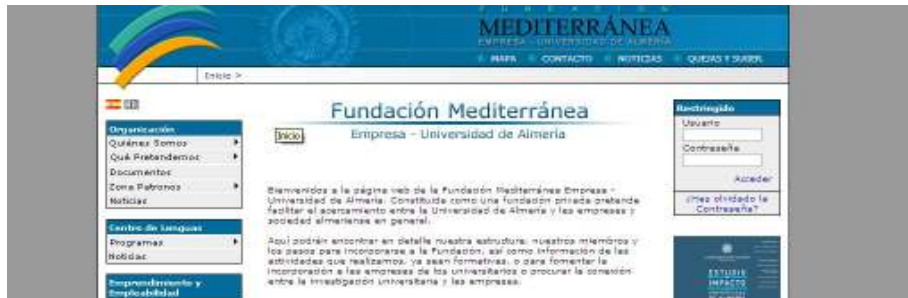 FUNDACIÓN
MEDITERRÁNEA
EMPRESA - UNIVERSIDAD DE ALMERÍA
MAPA CONTACTO NOTICIAS QUEJAS Y SUGER.
Inicio >
Organización
Quiénes Somos
Qué Pretendemos
Documentos
Zona Patronos
Noticias
Centro de Lenguas
Programas
Noticias
Emprendimiento y
Empleabilidad
Fundación Mediterránea
Inicio
Empresa - Universidad de Almería
Bienvenidos a la página web de la Fundación Mediterránea Empresa -
Universidad de Almería. Constituida como una fundación privada pretende
facilitar el acercamiento entre la Universidad de Almería y las empresas y
sociedad almeriense en general.
Aquí podrán encontrar en detalle nuestra estructura, nuestros miembros y
los pasos para incorporarse a la Fundación, así como información de las
actividades que realizamos, ya sean formativas, o para fomentar la
incorporación a las empresas de los universitarios o procurar la conexión
entre la investigación universitaria y las empresas.
Restringido
Usuario
Contraseña
Acceder
¿Has olvidado la
Contraseña?
ESTUDIO
IMPACTO